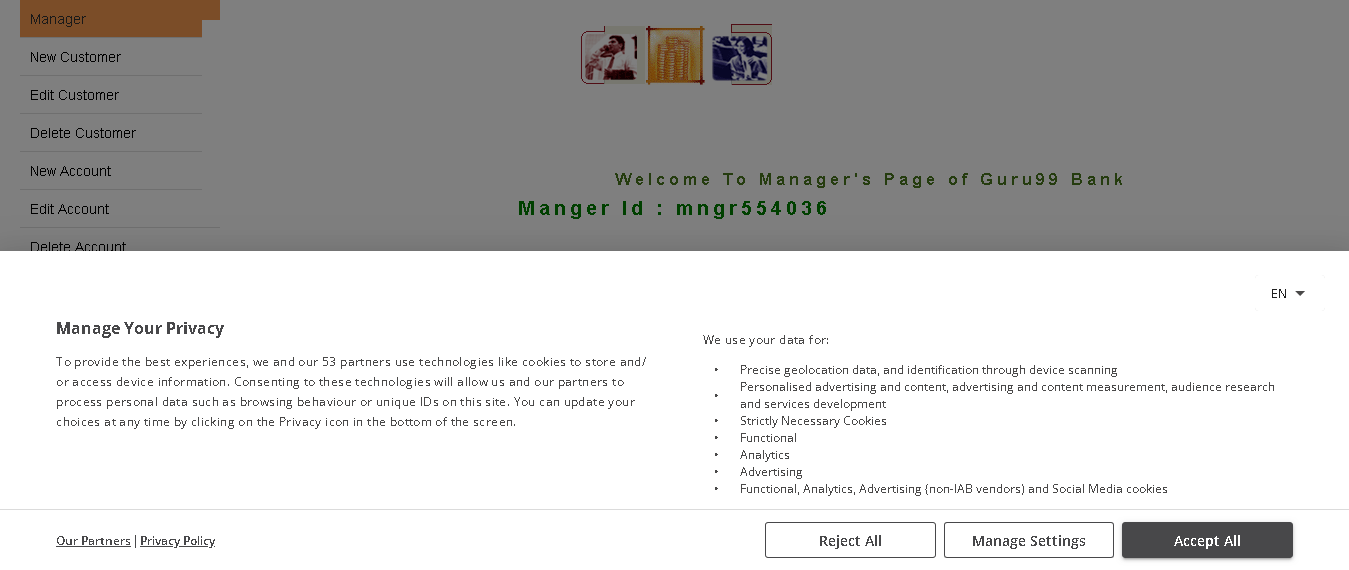 Manager
New Customer
Edit Customer
Delete Customer
New Account
Edit Account
Delete Account
Welcome To Manager's Page of Guru99 Bank
Manger Id : mngr554036
EN
Manage Your Privacy
To provide the best experiences, we and our 53 partners use technologies like cookies to store and/
or access device information. Consenting to these technologies will allow us and our partners to
process personal data such as browsing behaviour or unique IDs on this site. You can update your
choices at any time by clicking on the Privacy icon in the bottom of the screen.
We use your data for:
• Precise geolocation data, and identification through device scanning
• Personalised advertising and content, advertising and content measurement, audience research
and services development
• Strictly Necessary Cookies
• Functional
• Analytics
• Advertising
• Functional, Analytics, Advertising (non-IAB vendors) and Social Media cookies
Our Partners | Privacy Policy
Reject All
Manage Settings
Accept All